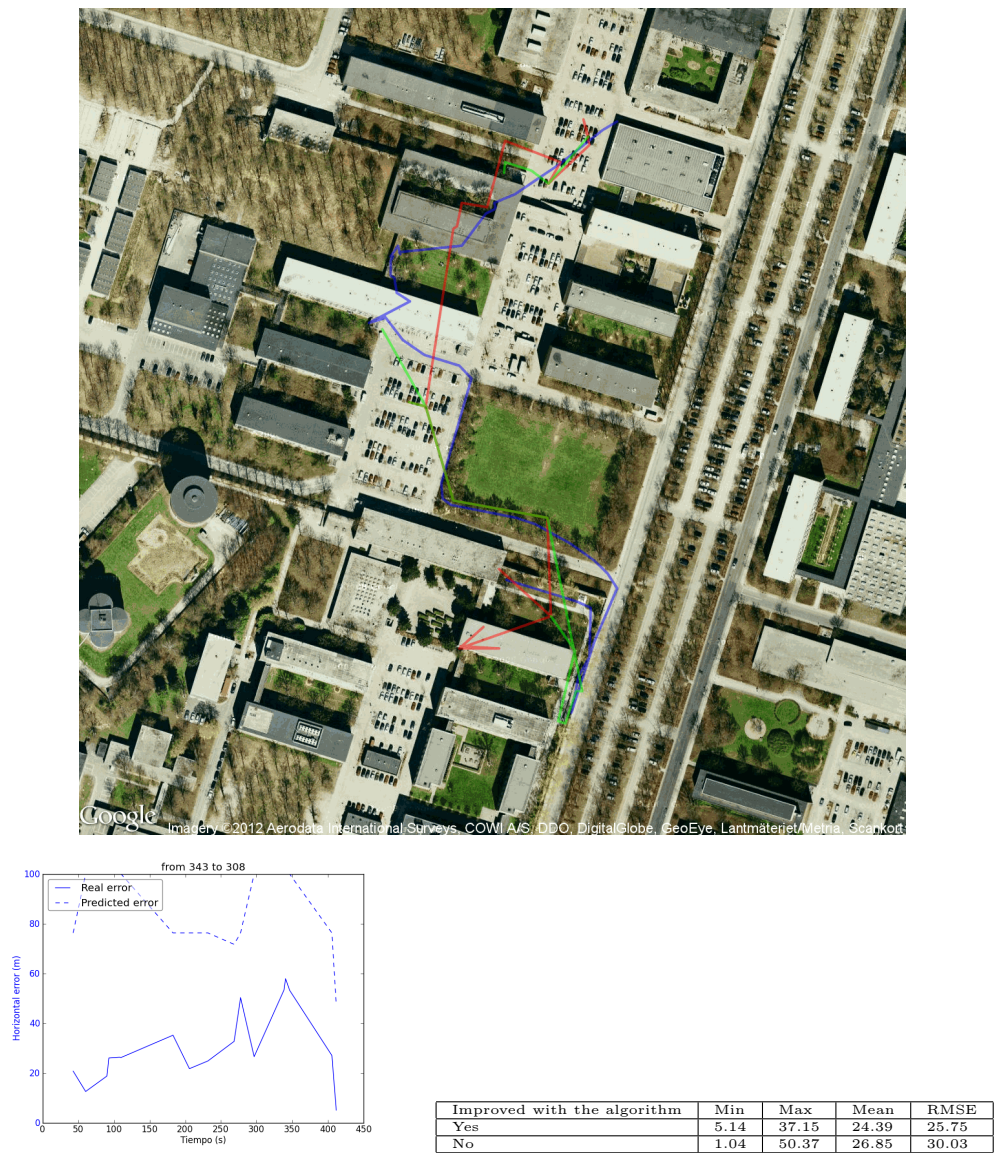 Google
Imagery ©2012 Aerodata International Surveys, COWI A/S, DDO, DigitalGlobe, GeoEye, Lantmäteriet/Metria, Scankort
from 343 to 308
Real error
Predicted error
100
80
60
40
20
0
Horizontal error (m)
0 50 100 150 200 250 300 350 400 450
Tiempo (s)
Improved with the algorithm Min Max Mean RMSE
Yes 5.14 37.15 24.39 25.75
No 1.04 50.37 26.85 30.03